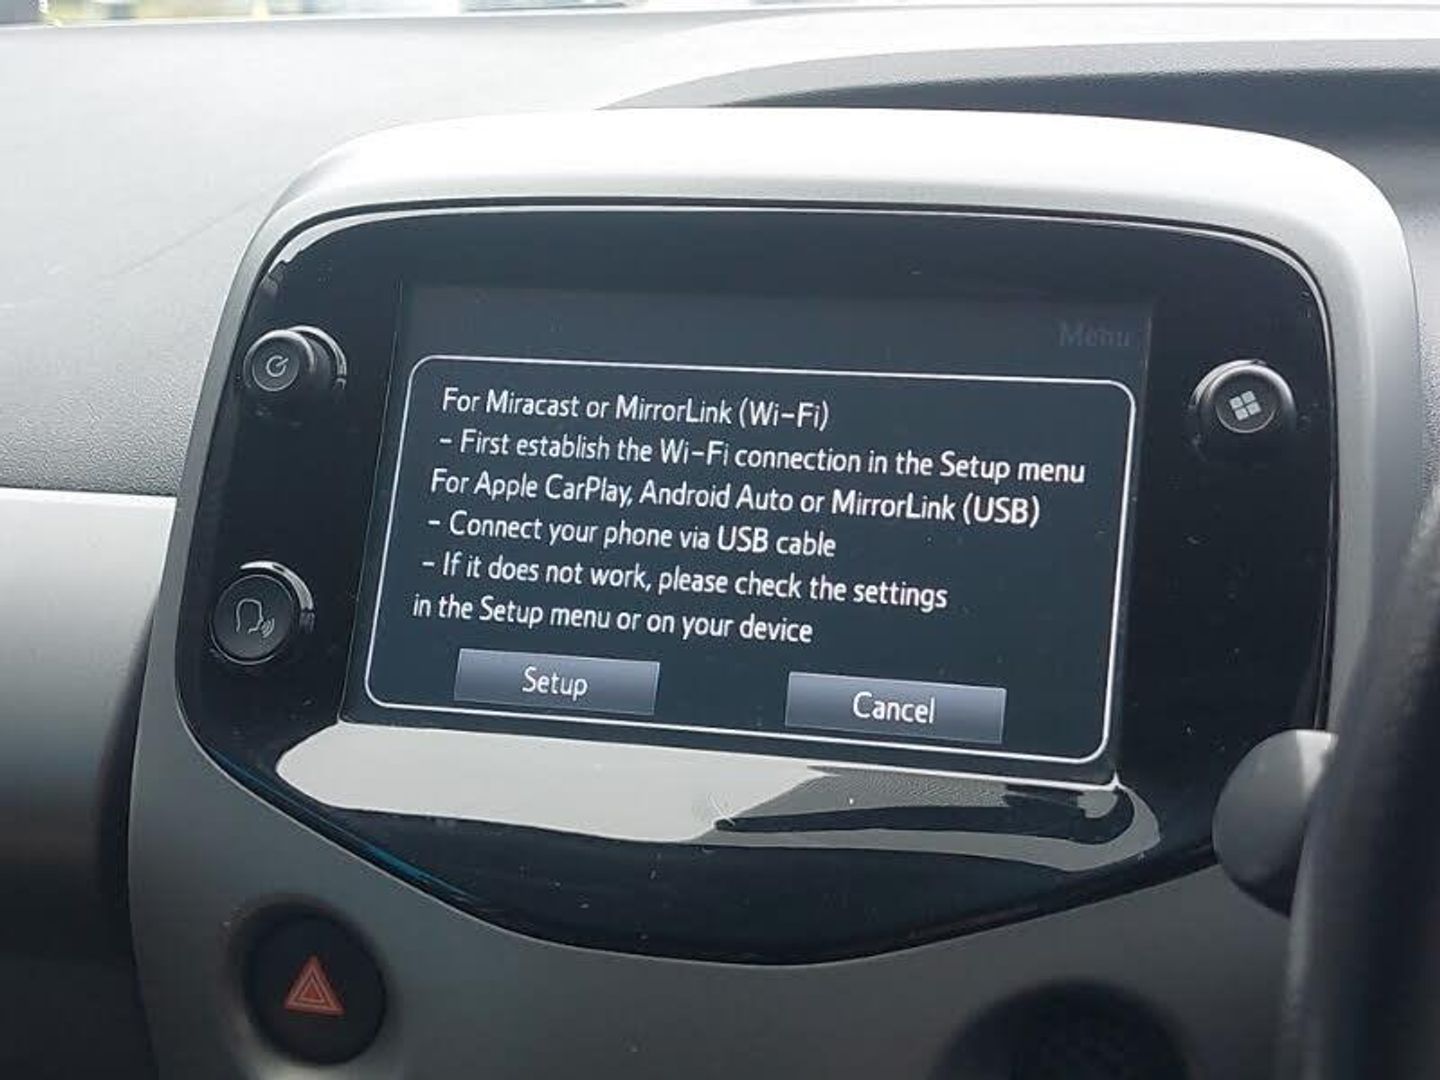 Menu
For Miracast or MirrorLink (Wi-Fi)
- First establish the Wi-Fi connection in the Setup menu
For Apple CarPlay, Android Auto or MirrorLink (USB)
- Connect your phone via USB cable
- If it does not work, please check the settings
in the Setup menu or on your device
Setup
Cancel